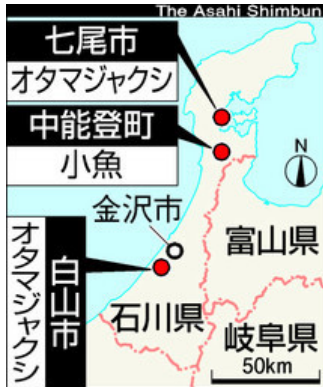 The Asahi Shimbun
七尾市
オタマジャクシ
中能登町
小魚
金沢市
白山市
オタマジャクシ
石川県
富山県
岐阜県
N
50km